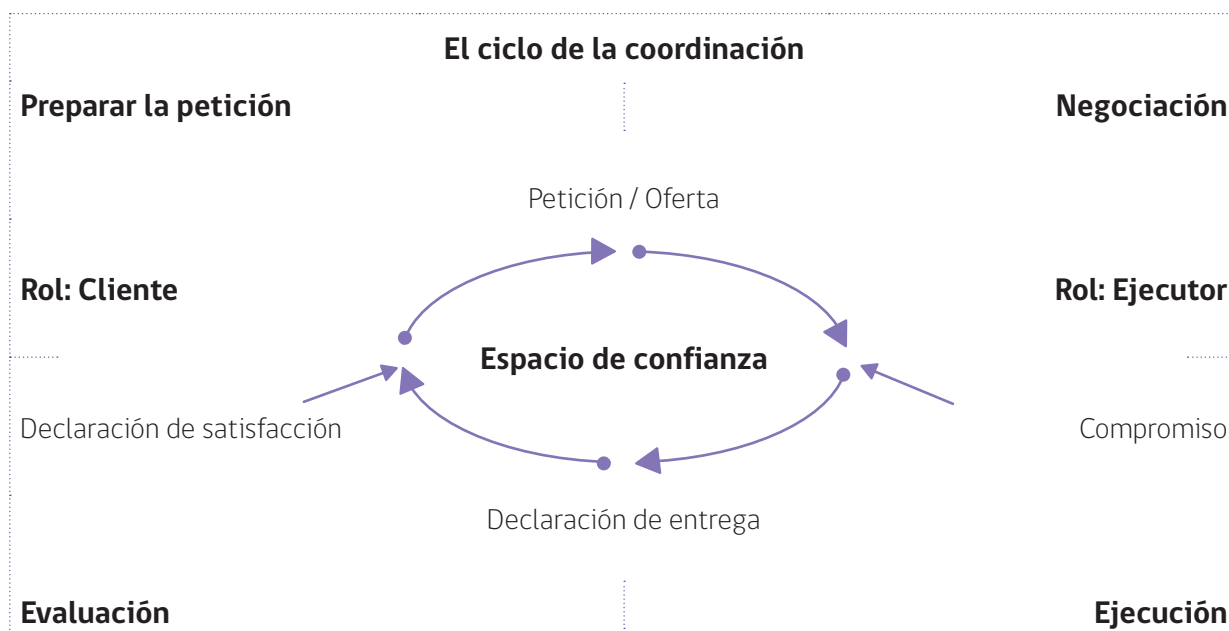 El ciclo de la coordinación
Preparar la petición
Negociación
Petición / Oferta
Rol: Cliente
Rol: Ejecutor
Espacio de confianza
Declaración de satisfacción
Compromiso
Declaración de entrega
Evaluación
Ejecución